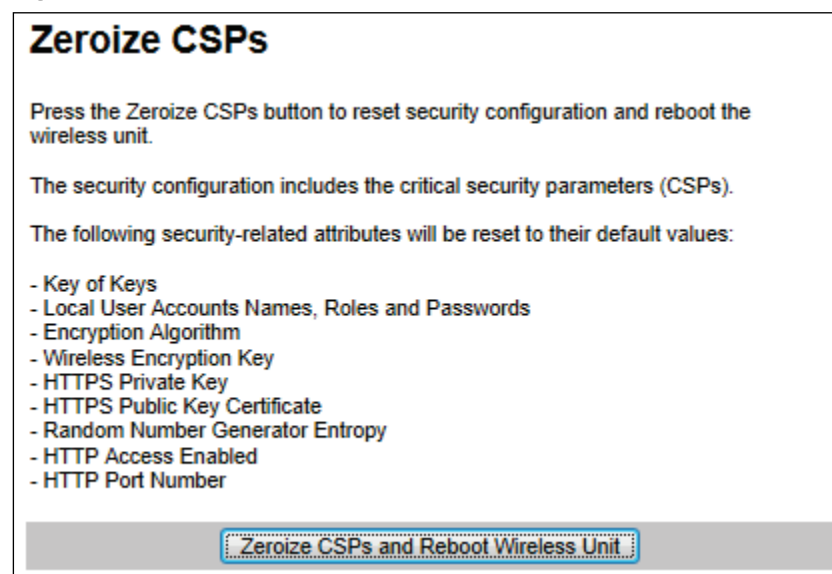 Zeroize CSPs
Press the Zeroize CSPs button to reset security configuration and reboot the
wireless unit.
The security configuration includes the critical security parameters (CSPs).
The following security-related attributes will be reset to their default values:
- Key of Keys
- Local User Accounts Names, Roles and Passwords
- Encryption Algorithm
- Wireless Encryption Key
- HTTPS Private Key
- HTTPS Public Key Certificate
- Random Number Generator Entropy
- HTTP Access Enabled
- HTTP Port Number
Zeroize CSPs and Reboot Wireless Unit